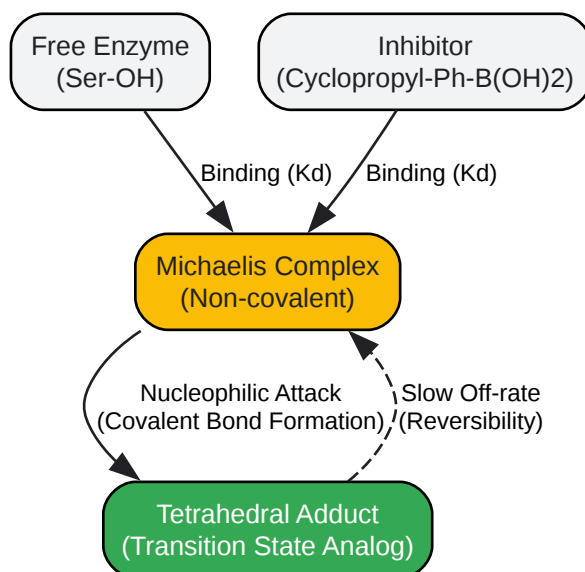 Free Enzyme
(Ser-OH)
Inhibitor
(Cyclopropyl-Ph-B(OH)2)
Binding (Kd)
Binding (Kd)
Michaelis Complex
(Non-covalent)
Nucleophilic Attack
(Covalent Bond Formation)
Slow Off-rate
(Reversibility)
Tetrahedral Adduct
(Transition State Analog)